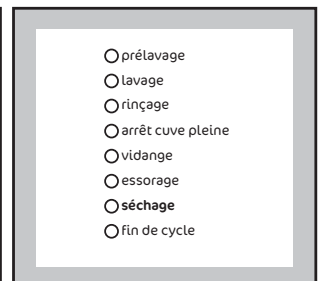 prélavage
lavage
rinçage
arrêt cuve pleine
vidange
essorage
séchage
fin de cycle